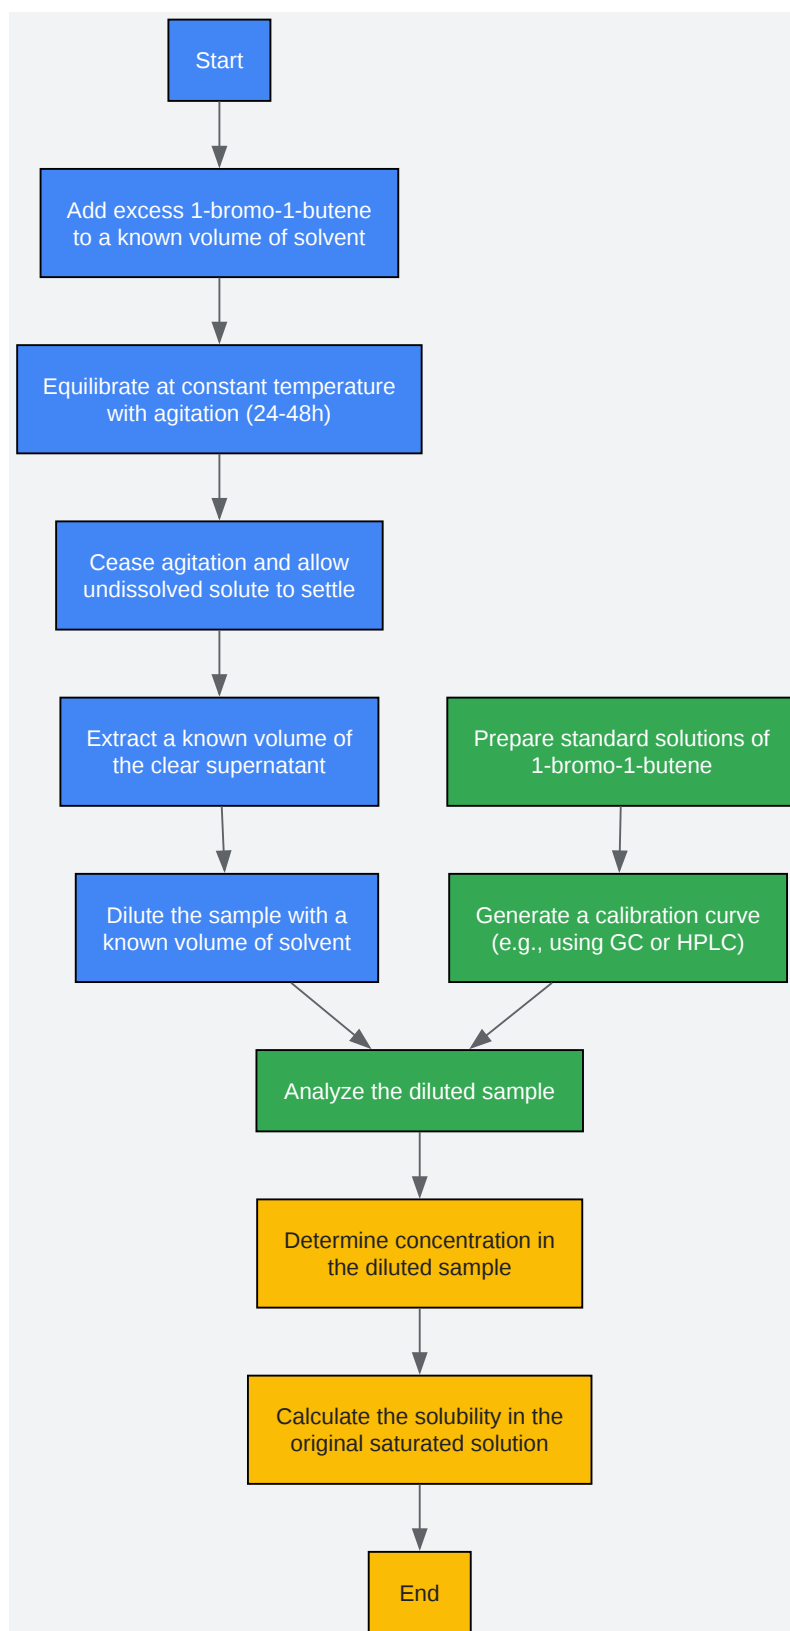 Start
Add excess 1-bromo-1-butene
to a known volume of solvent
Equilibrate at constant temperature
with agitation (24-48h)
Cease agitation and allow
undissolved solute to settle
Extract a known volume of
the clear supernatant
Prepare standard solutions of
1-bromo-1-butene
Dilute the sample with a
known volume of solvent
Generate a calibration curve
(e.g., using GC or HPLC)
Analyze the diluted sample
Determine concentration in
the diluted sample
Calculate the solubility in the
original saturated solution
End